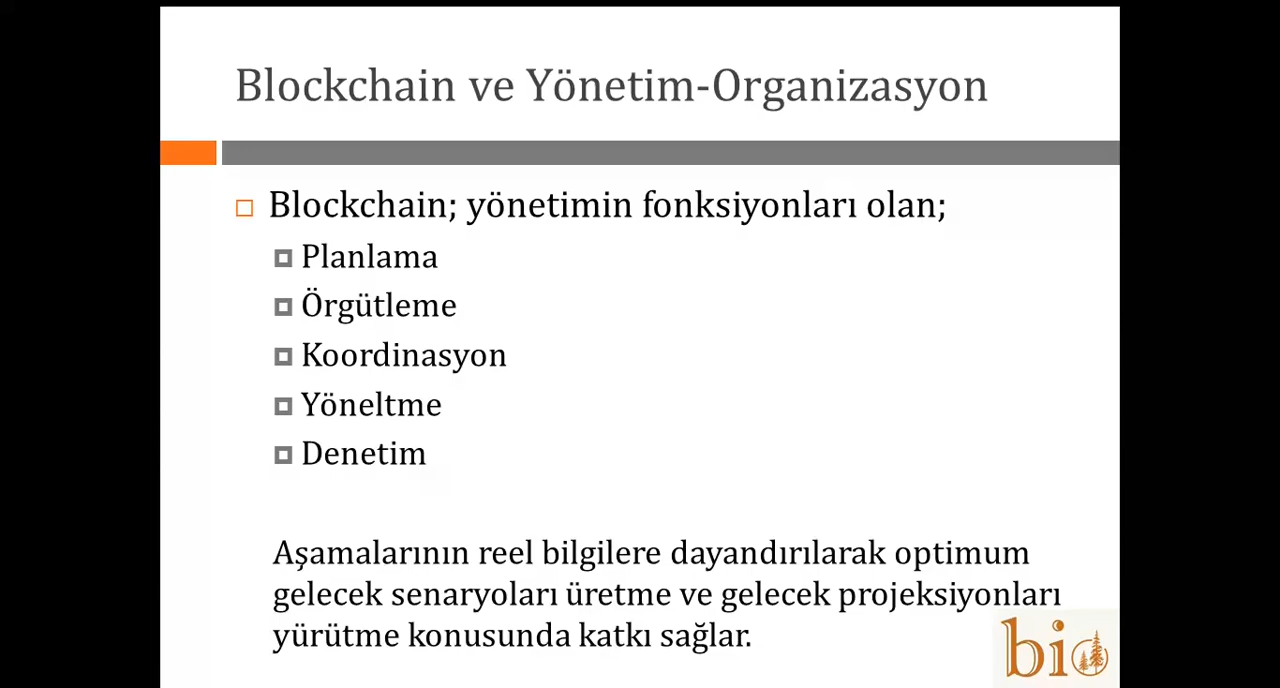 Blockchain ve Yönetim-Organizasyon
Blockchain; yönetimin fonksiyonları olan;
Planlama
Örgütleme
Koordinasyon
Yöneltme
Denetim
Aşamalarının reel bilgilere dayandırılarak optimum
gelecek senaryoları üretme ve gelecek projeksiyonları
yürütme konusunda katkı sağlar.
bio